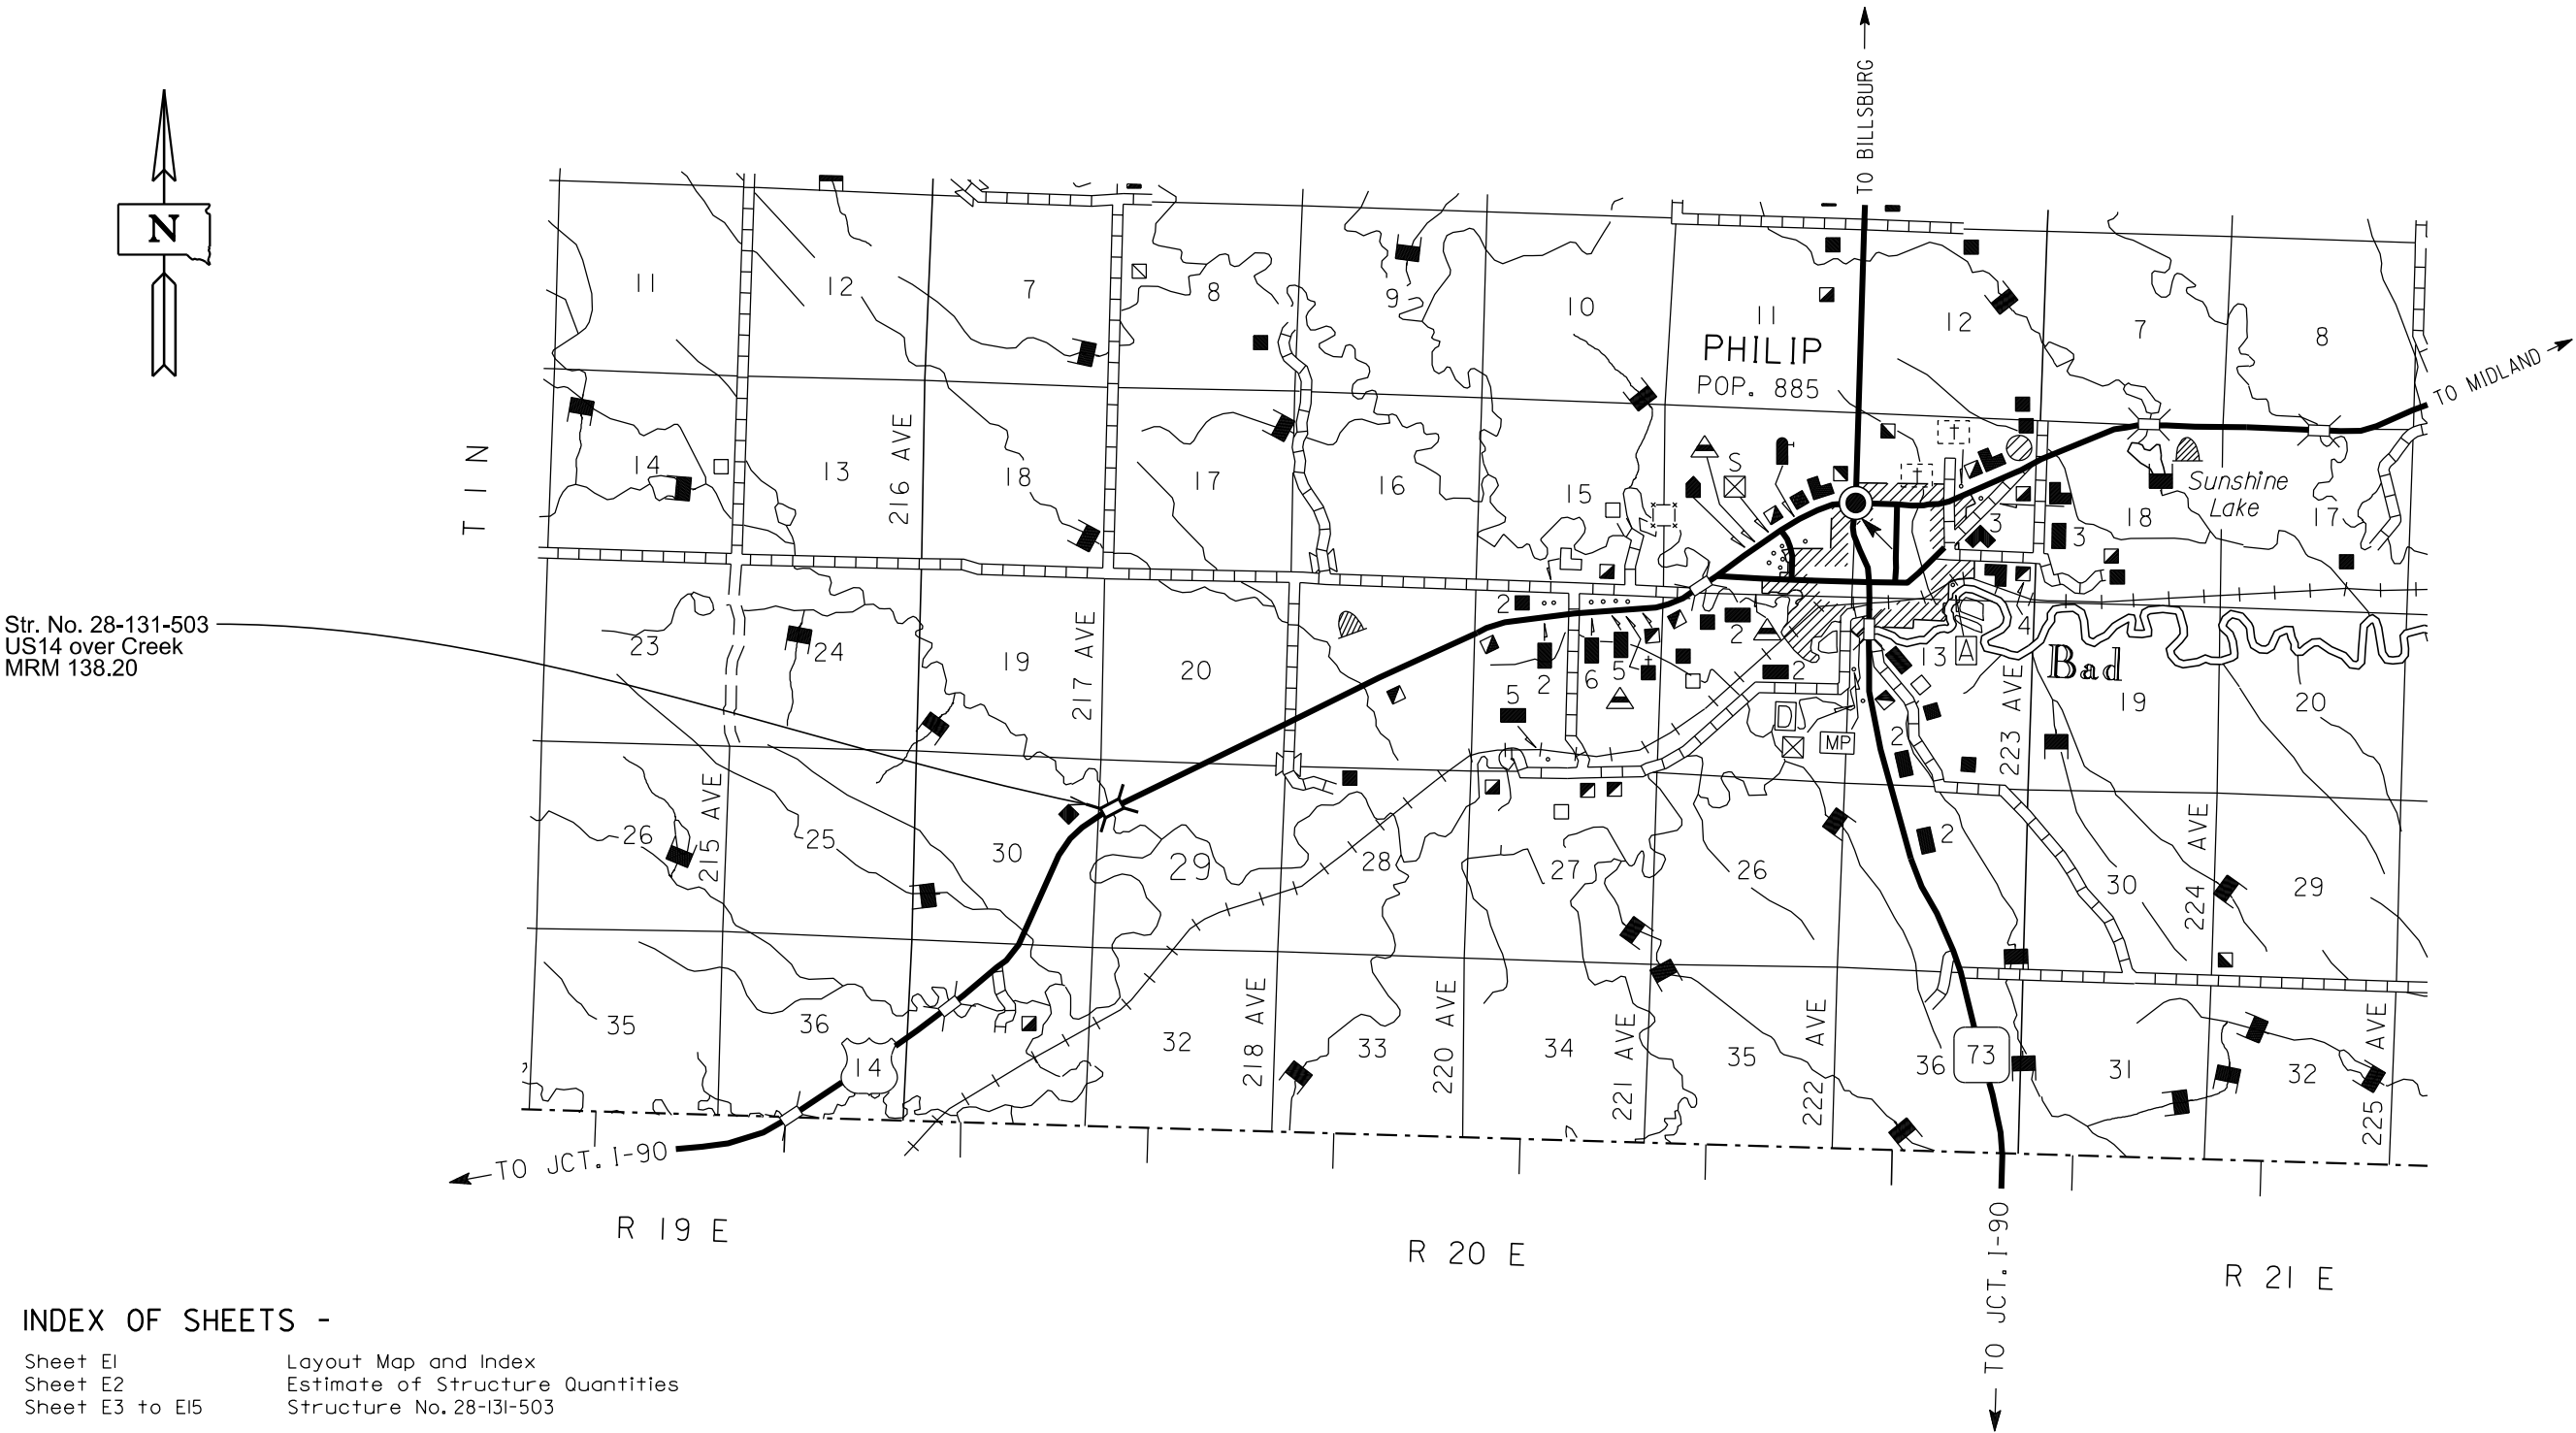 TO BILLSBURG
N
11 12 7 8 9 10 11 12 7 8
PHILIP
POP. 885
TO MIDLAND
T 1N
14 13 216 AVE 18 17 16 15 S 3 3 18 17
Sunshine
Lake
Str. No. 28-131-503
US14 over Creek
MRM 138.20
23 24 19 217 AVE 20 2 5 2 6 5 2 2 13 A 4 Bad
D MP 2 223 AVE 19 20
26 215 AVE 25 30 29 28 27 26 2 30 224 AVE 29
35 36 14 32 218 AVE 33 220 AVE 34 221 AVE 35 222 AVE 36 73 31 32 225 AVE
TO JCT. I-90
R 19 E
R 20 E
R 21 E
TO JCT. I-90
INDEX OF SHEETS -
Sheet E1 Layout Map and Index
Sheet E2 Estimate of Structure Quantities
Sheet E3 to E15 Structure No. 28-131-503